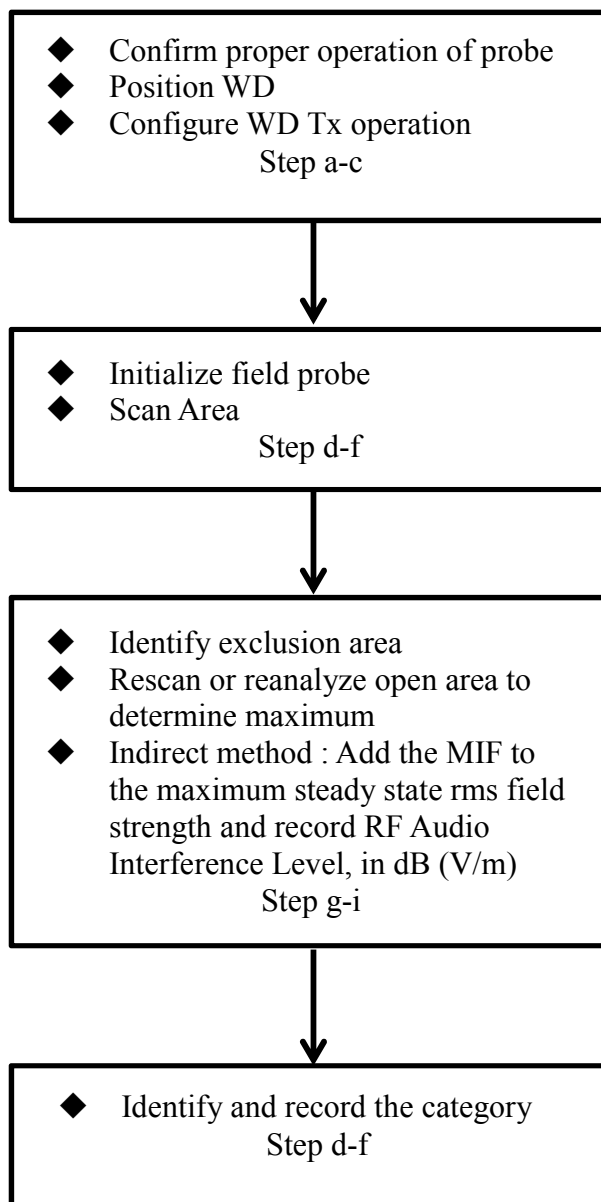 ◆ Confirm proper operation of probe
◆ Position WD
◆ Configure WD Tx operation
Step a-c
◆ Initialize field probe
◆ Scan Area
Step d-f
◆ Identify exclusion area
◆ Rescan or reanalyze open area to
determine maximum
◆ Indirect method : Add the MIF to
the maximum steady state rms field
strength and record RF Audio
Interference Level, in dB (V/m)
Step g-i
◆ Identify and record the category
Step d-f